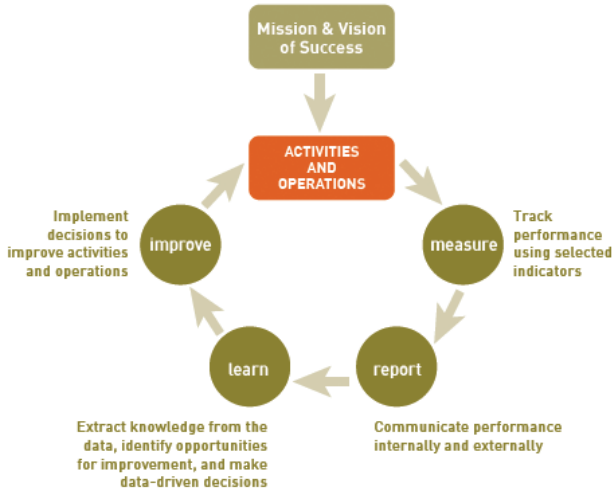 Mission & Vision
of Success
ACTIVITIES
AND
OPERATIONS
measure
Track
performance
using selected
indicators
report
Communicate performance
internally and externally
learn
Extract knowledge from the
data, identify opportunities
for improvement, and make
data-driven decisions
improve
Implement
decisions to
improve activities
and operations